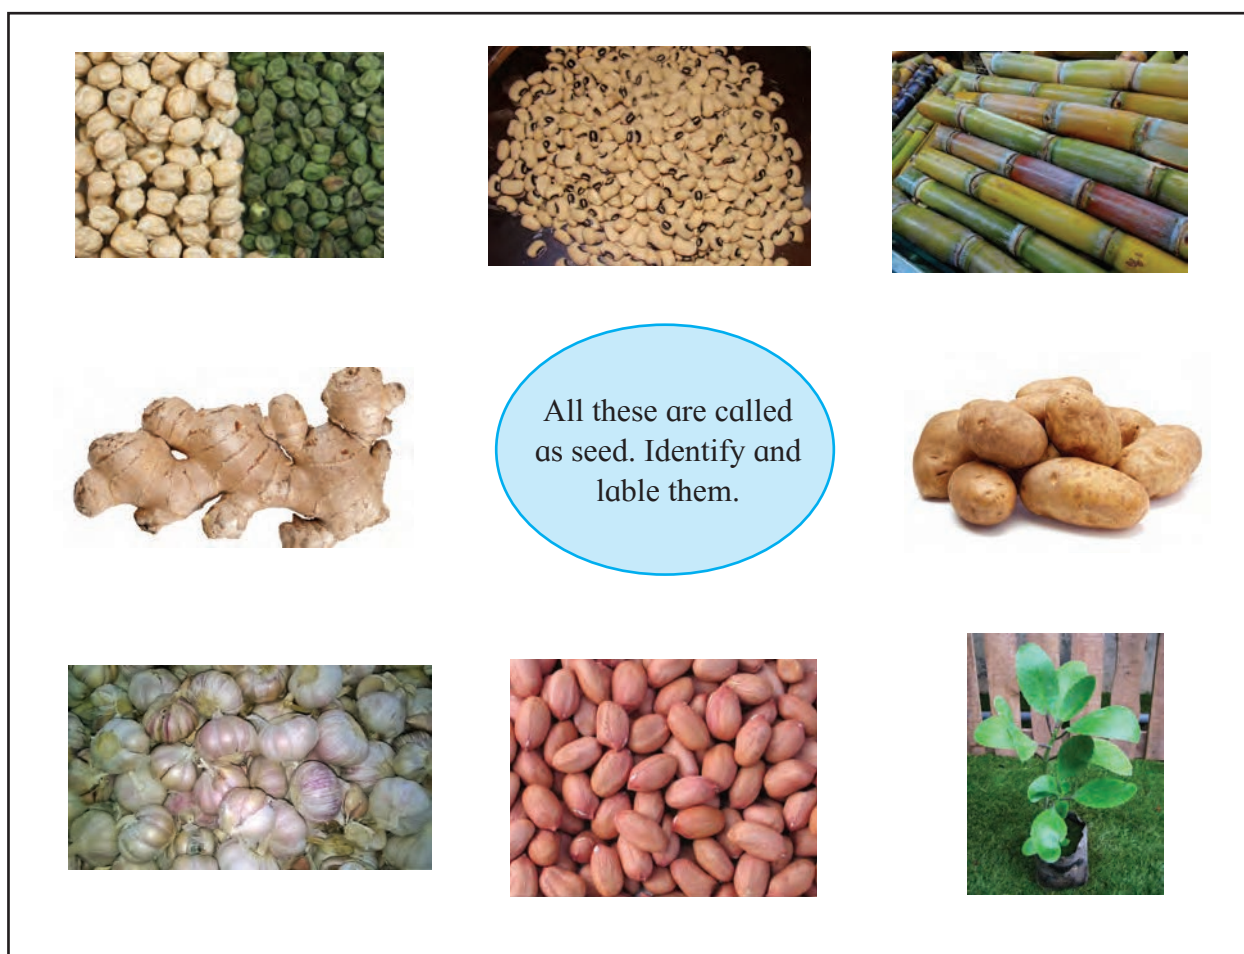 All these are called
as seed. Identify and
lable them.